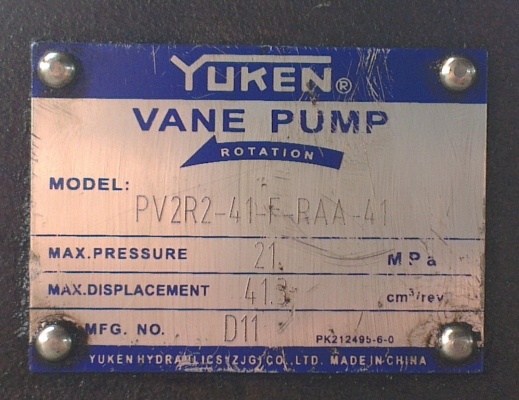 YUKEN®
VANE PUMP
ROTATION
MODEL:
PV2R2-41-F-RAA-41
MAX.PRESSURE 21 MPa
MAX.DISPLACEMENT 41.3 cm³/rev
MFG. NO. D11 PK212495-6-0
YUKEN HYDRAULICS(ZJG)CO.,LTD. MADE IN CHINA